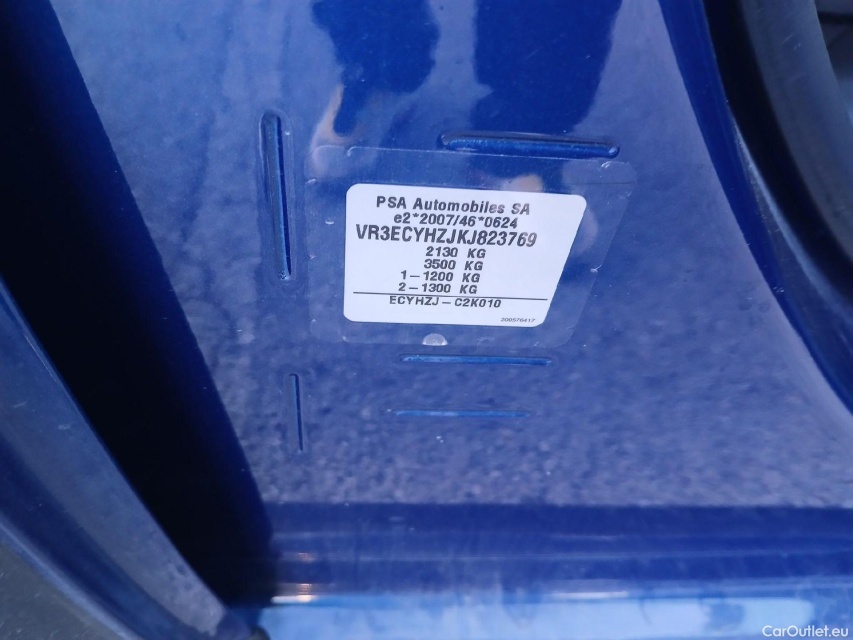 PSA Automobiles SA
e2*2007/46*0624
VR3ECYHZJKJ823769
2130 KG
3500 KG
1-1200 KG
2-1300 KG
ECYHZJ-C2K010
200576417
CarOutlet.eu